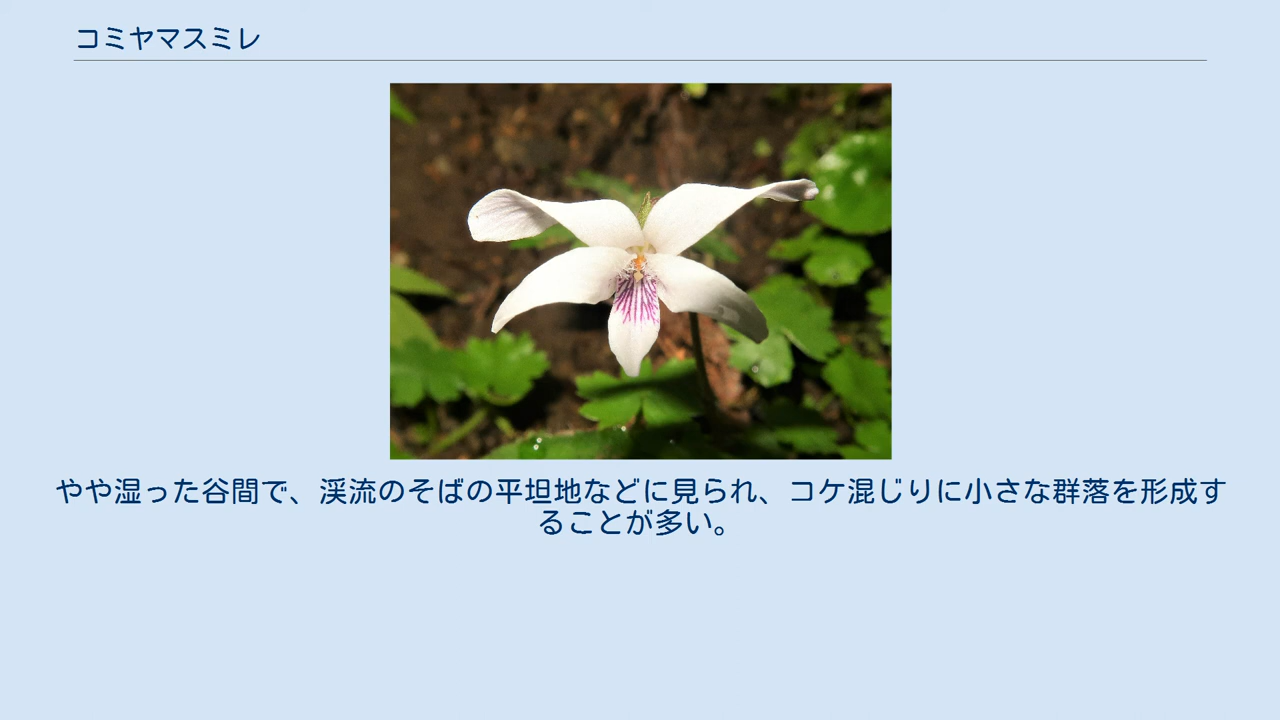 コミヤマスミレ
やや湿った谷間で、渓流のそばの平坦地などに見られ、コケ混じりに小さな群落を形成す
ることが多い。